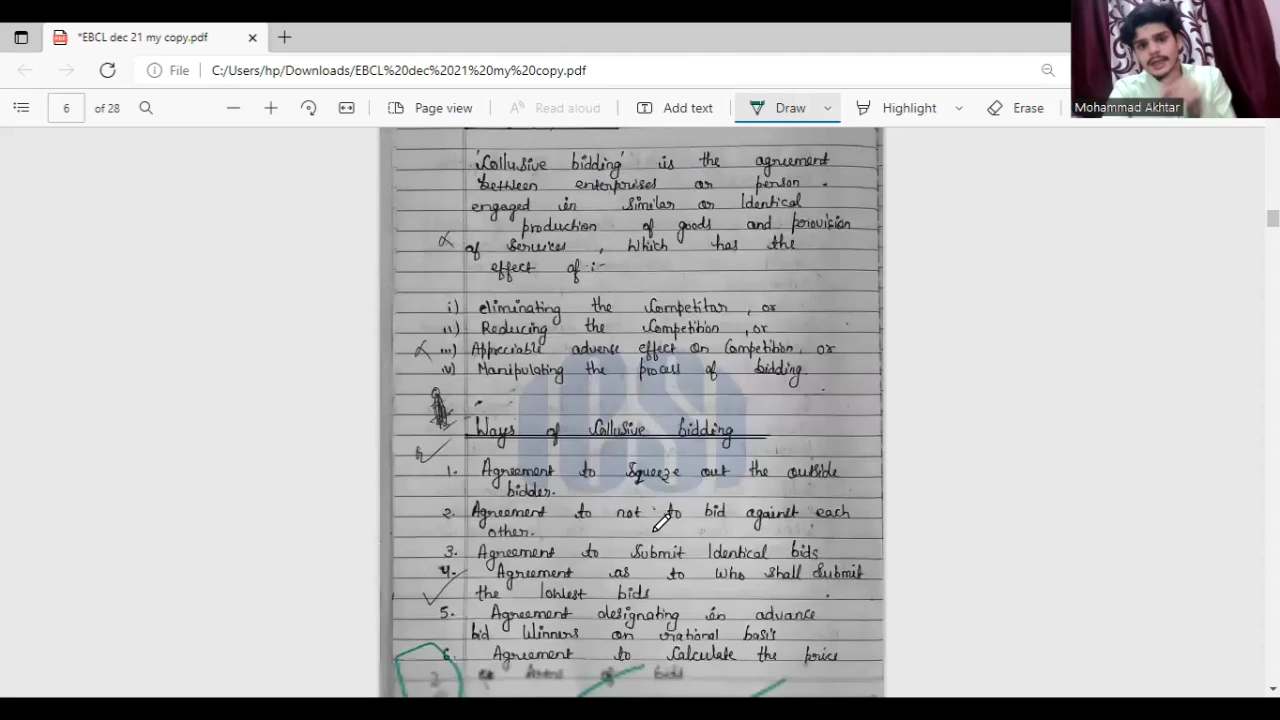 *EBCL dec 21 my copy.pdf
File
C:/Users/hp/Downloads/EBCL%20dec%2021%20my%20copy.pdf
6 of 28
Page view
Read aloud
Add text
Draw
Highlight
Erase
Mohammad Akhtar
'Collusive bidding' is the agreement
between enterprises or person
engaged in similar or Identical
production of goods and provision
of services, which has the
effect of :-
i) eliminating the Competitor, or
ii) Reducing the Competition, or
iii) Appreciable adverse effect on Competition, or
iv) Manipulating the process of bidding.
Ways of Collusive bidding
1. Agreement to Squeeze out the outside
bidder.
2. Agreement to not to bid against each
other.
3. Agreement to Submit Identical bids
4. Agreement as to who shall Submit
the lowest bids
5. Agreement designating in advance
bid Winners on rational basis
6. Agreement to Calculate the price
of bids
ICSI